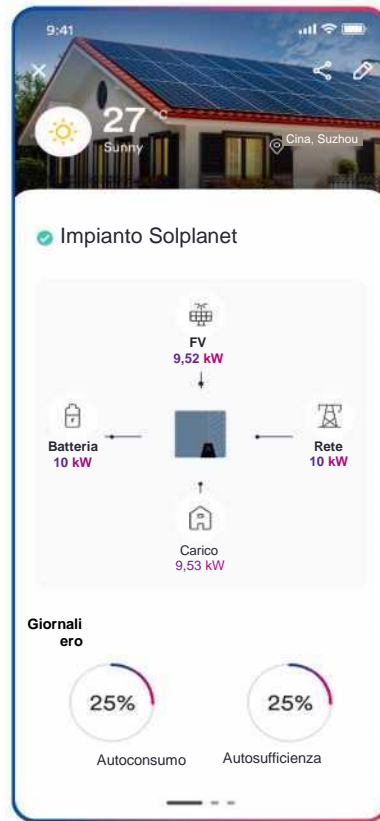 9:41
27 °C
Sunny
Cina, Suzhou
Impianto Solplanet
FV
9,52 kW
Batteria
10 kW
Rete
10 kW
Carico
9,53 kW
Giornali
ero
25%
25%
Autoconsumo
Autosufficienza